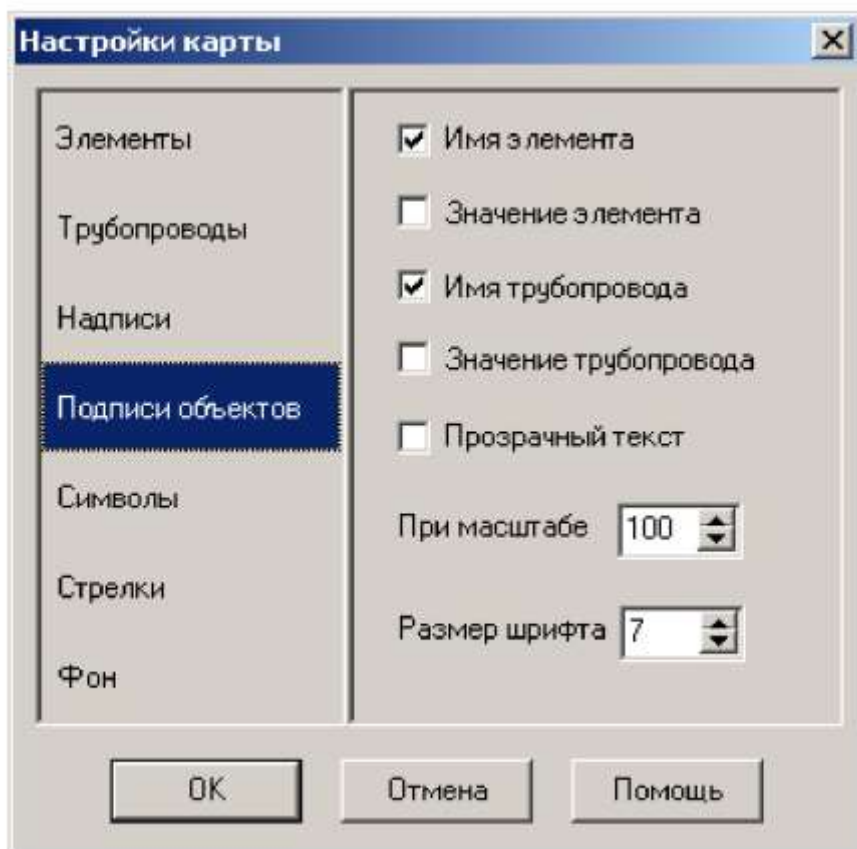 Настройки карты
Элементы
Трубопроводы
Надписи
Подписи объектов
Символы
Стрелки
Фон
Имя элемента
Значение элемента
Имя трубопровода
Значение трубопровода
Прозрачный текст
При масштабе 100
Размер шрифта 7
OK Отмена Помощь